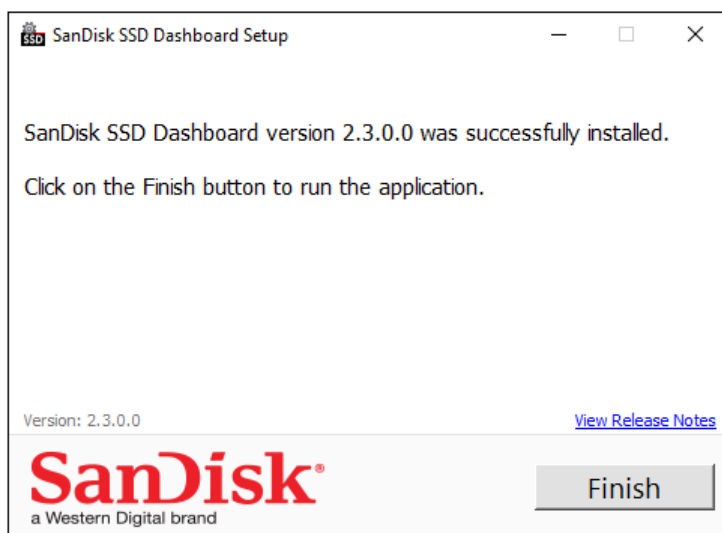 SSD SanDisk SSD Dashboard Setup
SanDisk SSD Dashboard version 2.3.0.0 was successfully installed.
Click on the Finish button to run the application.
Version: 2.3.0.0 View Release Notes
SanDisk®
a Western Digital brand
Finish